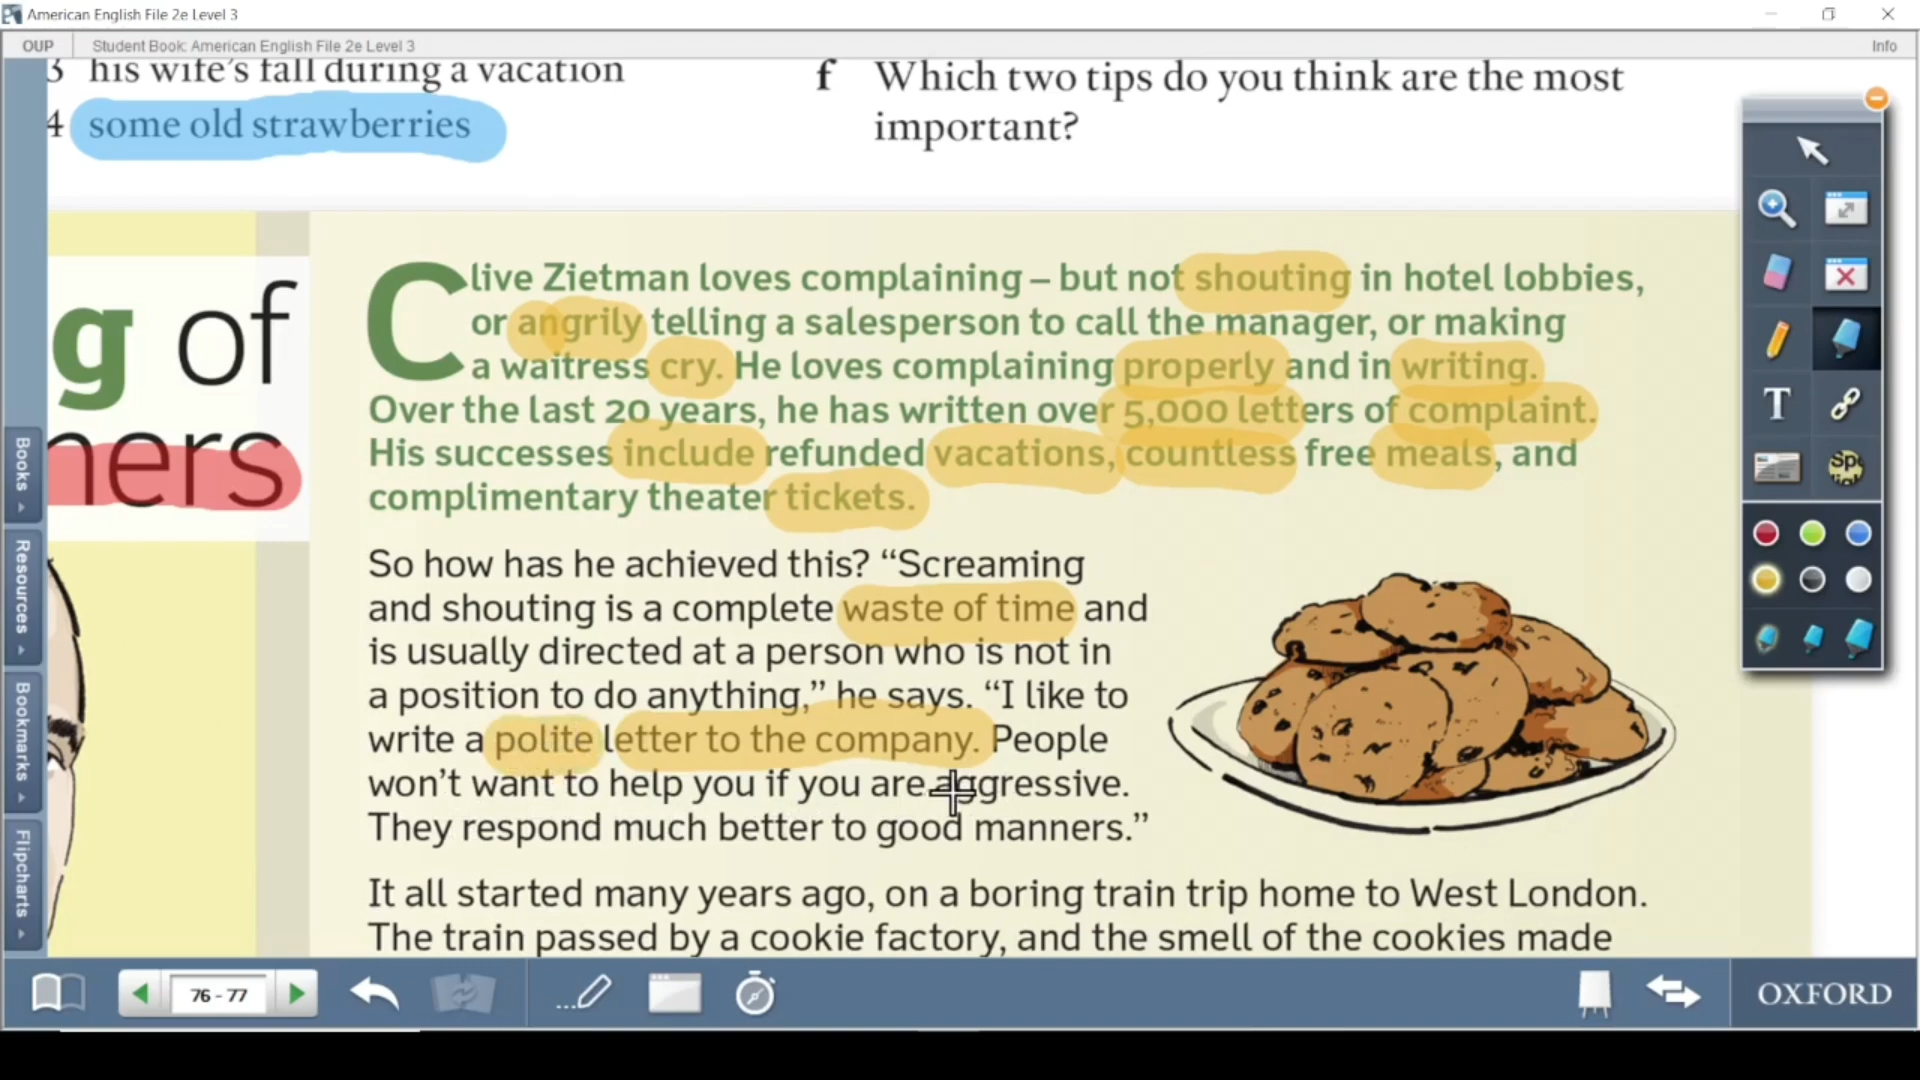 American English File 2e Level 3
OUP
Student Book: American English File 2e Level 3
Info
3 his wife's fall during a vacation
4 some old strawberries
f Which two tips do you think are the most
important?
g of
ners
Clive Zietman loves complaining – but not shouting in hotel lobbies,
or angrily telling a salesperson to call the manager, or making
a waitress cry. He loves complaining properly and in writing.
Over the last 20 years, he has written over 5,000 letters of complaint.
His successes include refunded vacations, countless free meals, and
complimentary theater tickets.
So how has he achieved this? “Screaming
and shouting is a complete waste of time and
is usually directed at a person who is not in
a position to do anything,” he says. “I like to
write a polite letter to the company. People
won't want to help you if you are aggressive.
They respond much better to good manners.”
It all started many years ago, on a boring train trip home to West London.
The train passed by a cookie factory, and the smell of the cookies made
Books
Resources
Bookmarks
Flipcharts
T
76 - 77
OXFORD